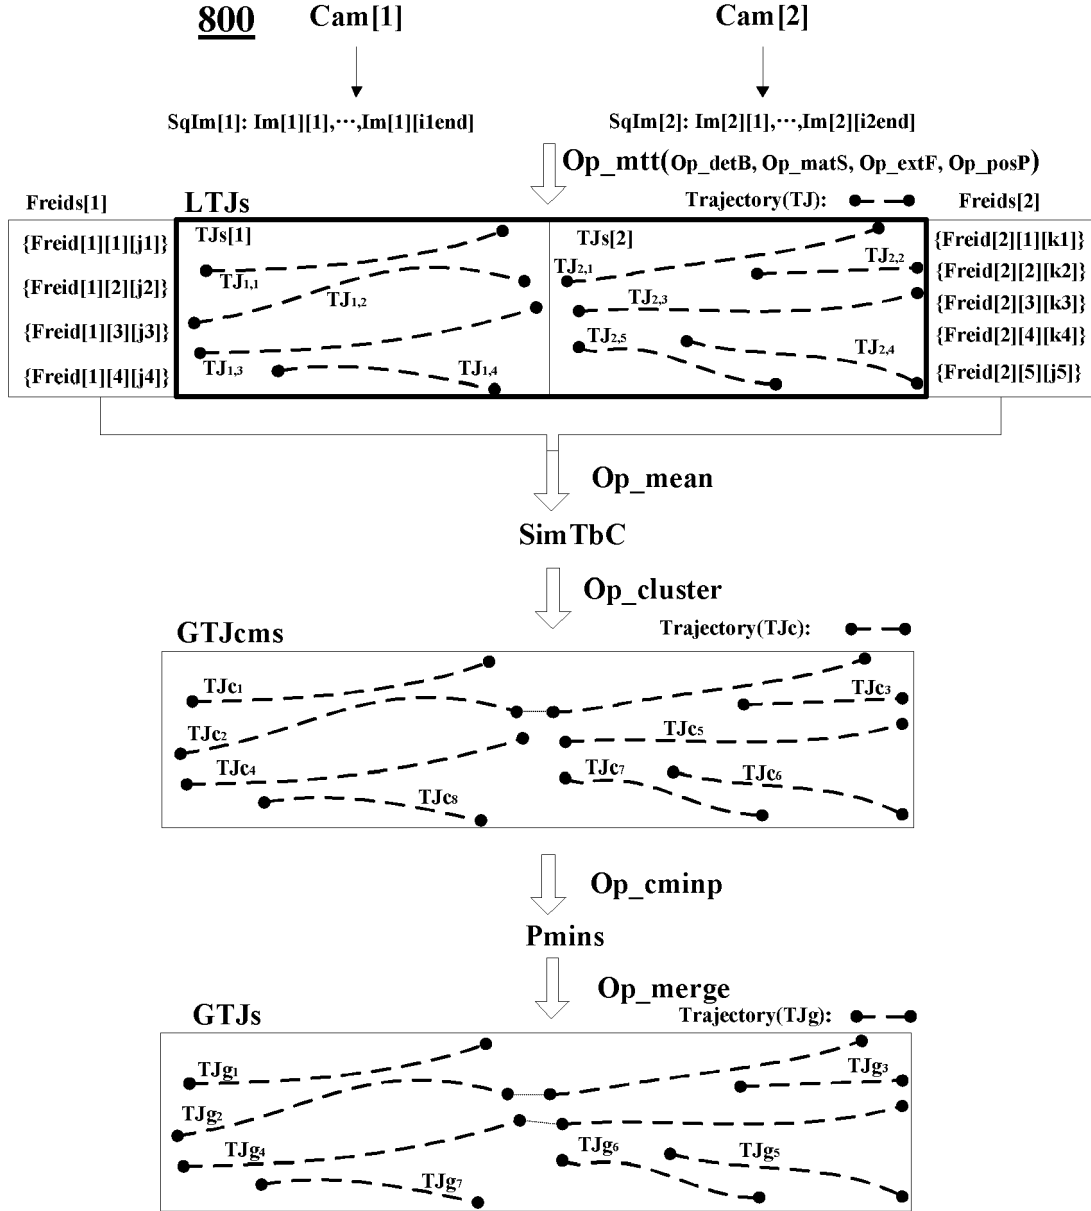 800 Cam[1] Cam[2]
SqIm[1]: Im[1][1],···,Im[1][i1end] SqIm[2]: Im[2][1],···,Im[2][i2end]
Op_mtt(Op_detB, Op_matS, Op_extF, Op_posP)
Freids[1] LTJs Trajectory(TJ): Freids[2]
{Freid[1][1][j1]} TJs[1] TJs[2] {Freid[2][1][k1]}
TJ1,1 TJ2,1 TJ2,2 {Freid[2][2][k2]}
{Freid[1][2][j2]} TJ1,2 TJ2,3 {Freid[2][3][k3]}
{Freid[1][3][j3]} TJ2,5 {Freid[2][4][k4]}
TJ1,3 TJ1,4 TJ2,4
{Freid[1][4][j4]} {Freid[2][5][j5]}
Op_mean
SimTbC
Op_cluster
GTJcms Trajectory(TJc):
TJc1 TJc3
TJc2 TJc5
TJc4 TJc7 TJc6
TJc8
Op_cminp
Pmins
Op_merge
GTJs Trajectory(TJg):
TJg1 TJg3
TJg2
TJg4 TJg6 TJg5
TJg7